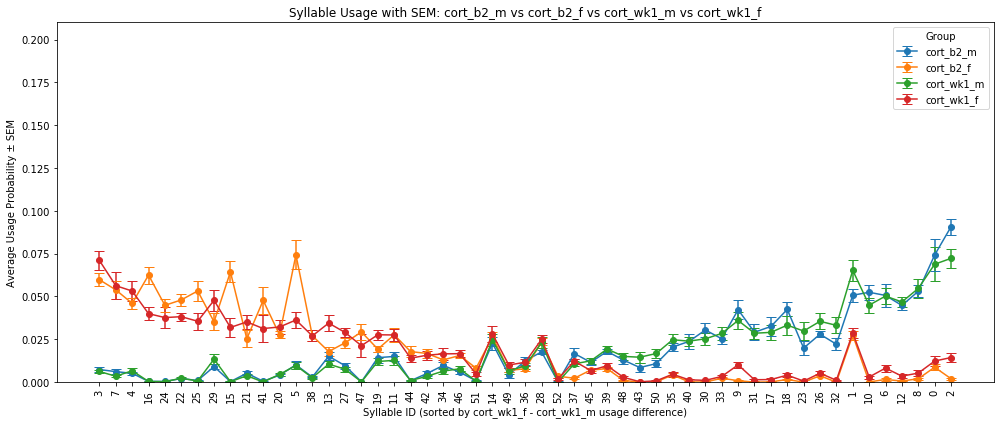 Syllable Usage with SEM: cort_b2_m vs cort_b2_f vs cort_wk1_m vs cort_wk1_f
Group
cort_b2_m
cort_b2_f
cort_wk1_m
cort_wk1_f
Average Usage Probability ± SEM
0.200
0.175
0.150
0.125
0.100
0.075
0.050
0.025
0.000
3 7 4 16 24 22 25 29 15 21 41 20 5 38 13 27 47 19 11 44 42 34 46 51 14 49 36 28 52 37 45 39 48 43 50 35 40 30 33 9 31 17 18 23 26 32 1 10 6 12 8 0 2
Syllable ID (sorted by cort_wk1_f - cort_wk1_m usage difference)